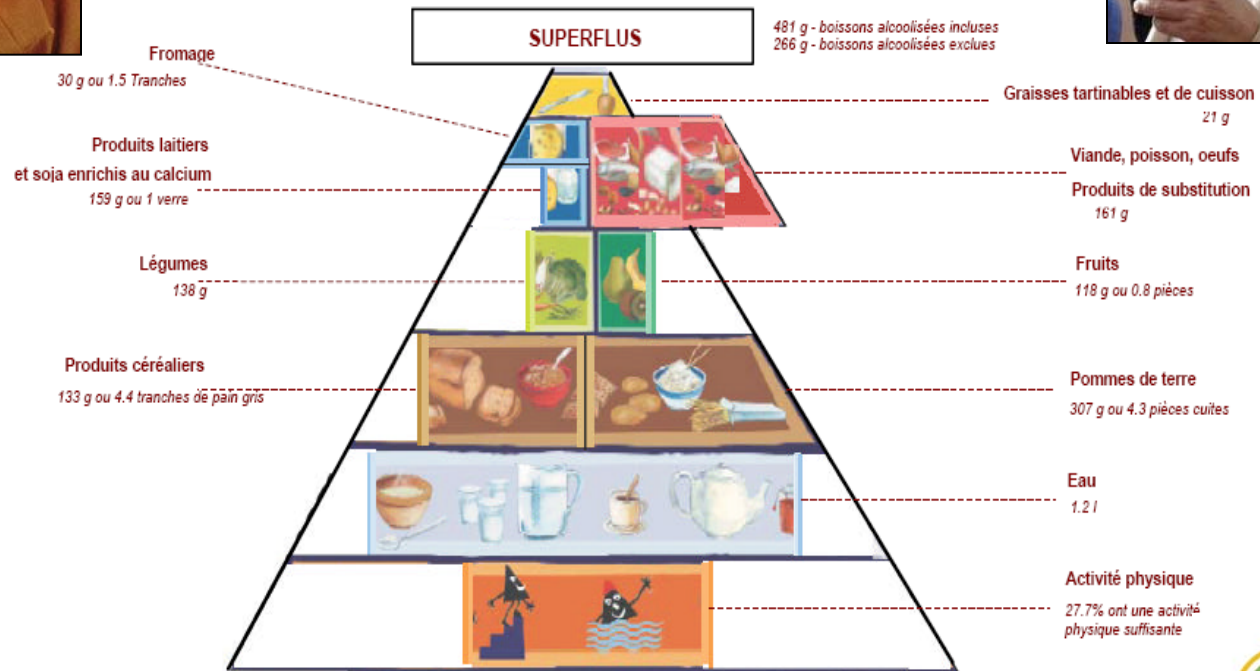 SUPERFLUS
481 g - boissons alcoolisées incluses
266 g - boissons alcoolisées exclues
Fromage
30 g ou 1.5 Tranches
Graisses tartinables et de cuisson
21 g
Produits laitiers
et soja enrichis au calcium
159 g ou 1 verre
Viande, poisson, oeufs
Produits de substitution
161 g
Légumes
138 g
Fruits
118 g ou 0.8 pièces
Produits céréaliers
133 g ou 4.4 tranches de pain gris
Pommes de terre
307 g ou 4.3 pièces cuites
Eau
1.2 l
Activité physique
27.7% ont une activité
physique suffisante